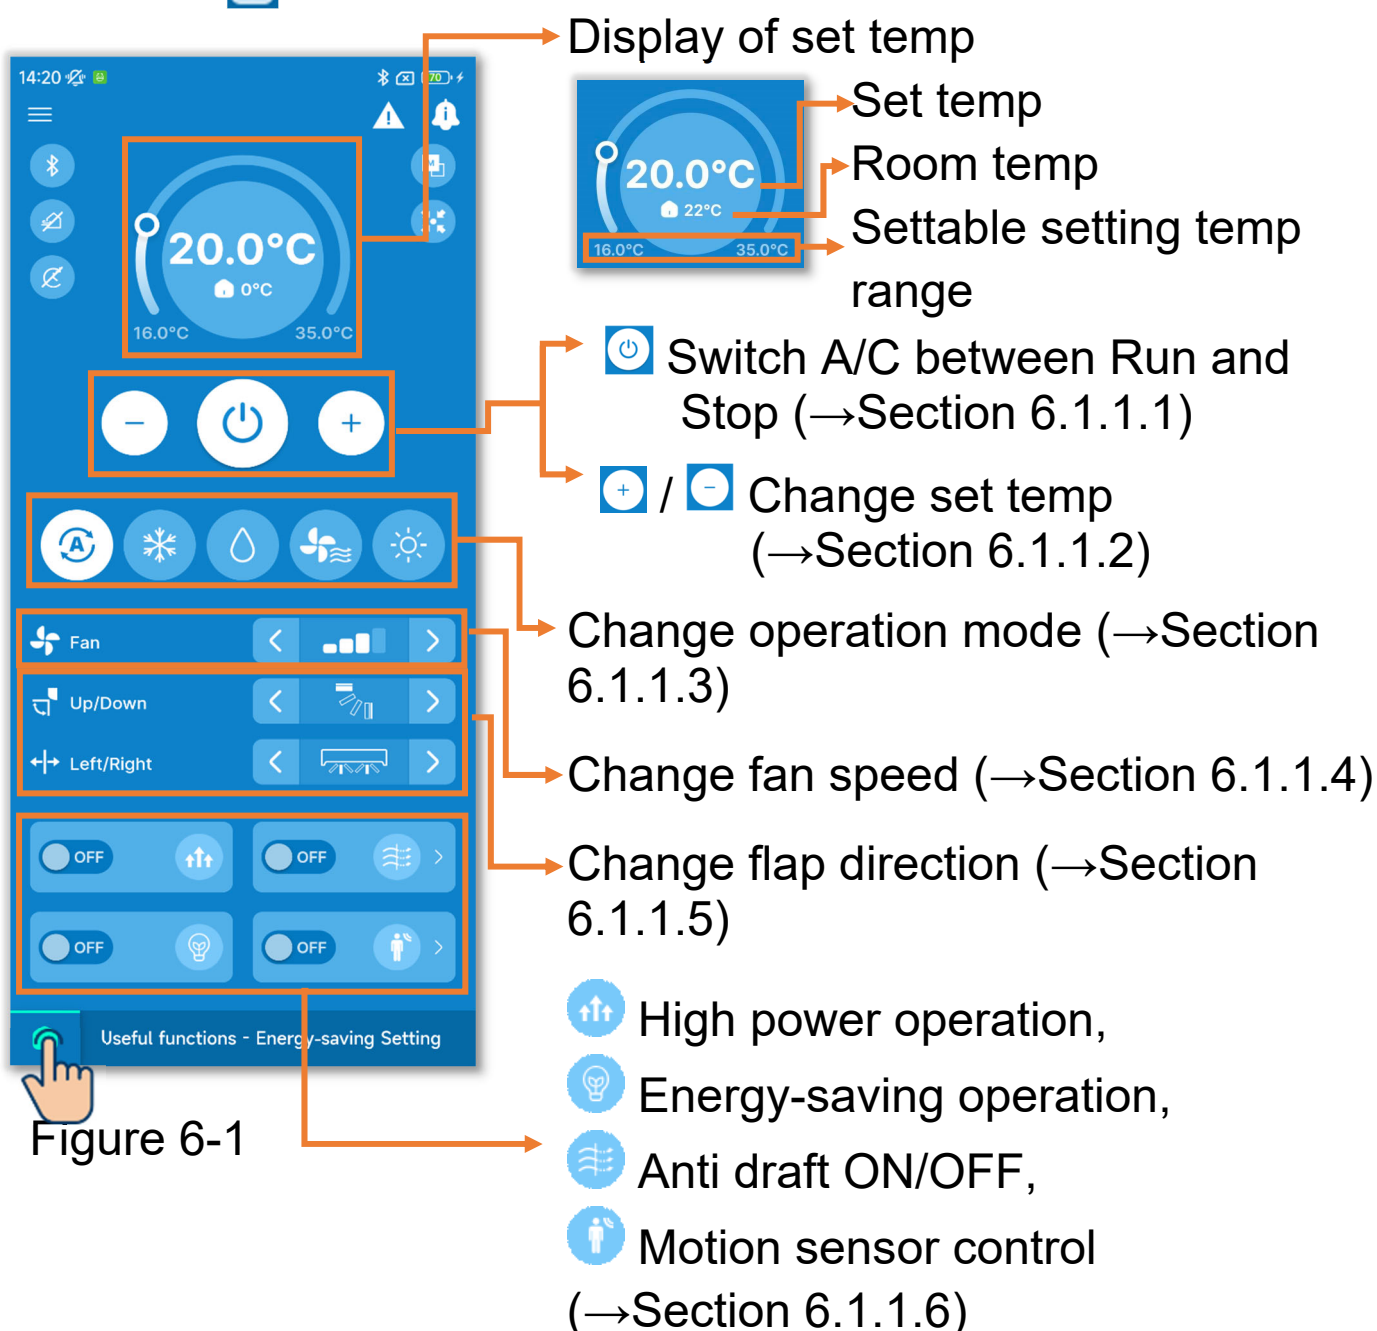 Display of set temp
14:20
70
20.0°C
0°C
16.0°C 35.0°C
Set temp
Room temp
Settable setting temp
range
20.0°C
22°C
16.0°C 35.0°C
Switch A/C between Run and
Stop (→Section 6.1.1.1)
+ / − Change set temp
(→Section 6.1.1.2)
A
Change operation mode (→Section
6.1.1.3)
Fan
Up/Down
Left/Right
Change fan speed (→Section 6.1.1.4)
Change flap direction (→Section
6.1.1.5)
OFF OFF
OFF OFF
Useful functions - Energy-saving Setting
Figure 6-1
High power operation,
Energy-saving operation,
Anti draft ON/OFF,
Motion sensor control
(→Section 6.1.1.6)